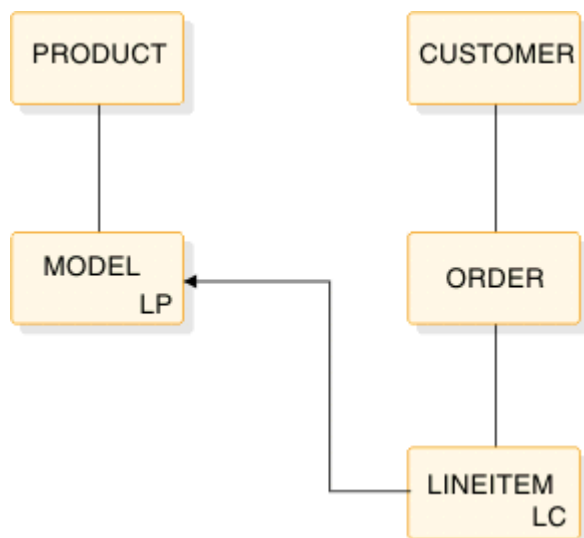 PRODUCT
CUSTOMER
MODEL
LP
ORDER
LINEITEM
LC